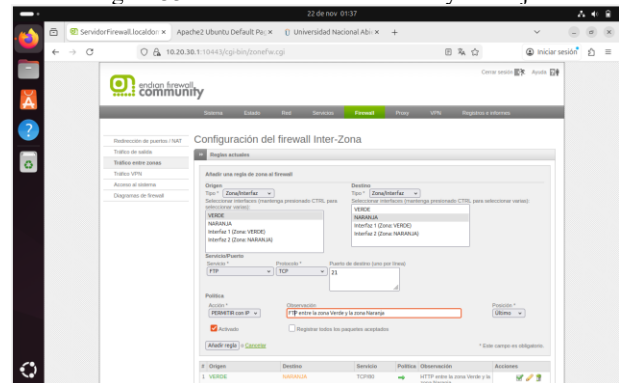 22 de nov 01:37
ServidorFirewall.localdon
Apache2 Ubuntu Default Pa
Universidad Nacional Abi
10.20.30.1:10443/cgi-bin/zonefw.cgi
Iniciar sesión
endian firewall community
Cerrar sesión Ayuda
Sistema Estado Red Servicios Firewall Proxy VPN Registros e Informes
Redirección de puertos / NAT
Tráfico de salida
Tráfico entre zonas
Tráfico VPN
Acceso al sistema
Diagramas de firewall
Configuración del firewall Inter-Zona
Reglas actuales
Añadir una regla de zona al firewall
Origen Destino
Tipo * Zona/Interfaz Tipo * Zona/Interfaz
Seleccionar interfaces (mantenga presionado CTRL para seleccionar varias) Seleccionar interfaces (mantenga presionado CTRL para seleccionar varias)
VERDE VERDE
NARANJA NARANJA
Interfaz 1 (Zona: VERDE) Interfaz 1 (Zona: VERDE)
Interfaz 2 (Zona: NARANJA) Interfaz 2 (Zona: NARANJA)
Servicio/Puerto
Servicio * Protocolo * Puerto de destino (uno por línea)
FTP TCP 21
Política
Acción * Observación Posición *
PERMITIR con IP FTP entre la zona Verde y la zona Naranja Último
Activado Registrar todos los paquetes aceptados
Añadir regla o Cancelar * Este campo es obligatorio.
# Origen Destino Servicio Política Observación Acciones
1 VERDE NARANJA TCP/80 HTTP entre la zona Verde y la